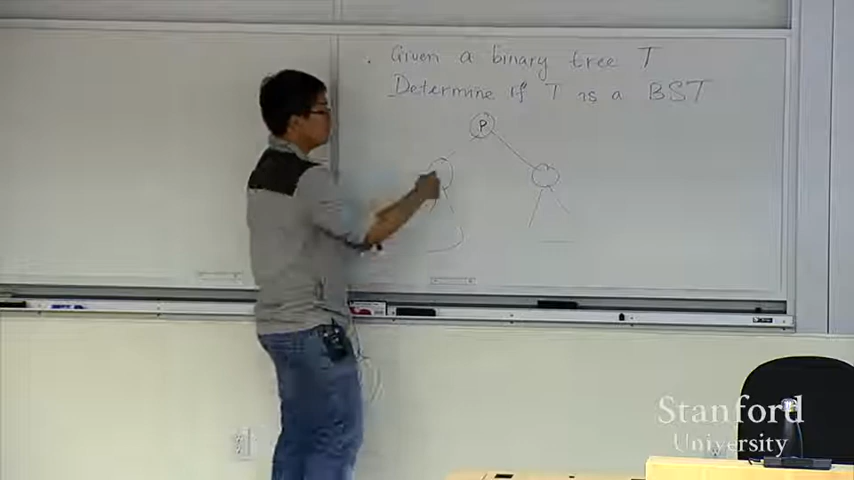 . Given a binary tree T
Determine if T is a BST
P
Stanford
University